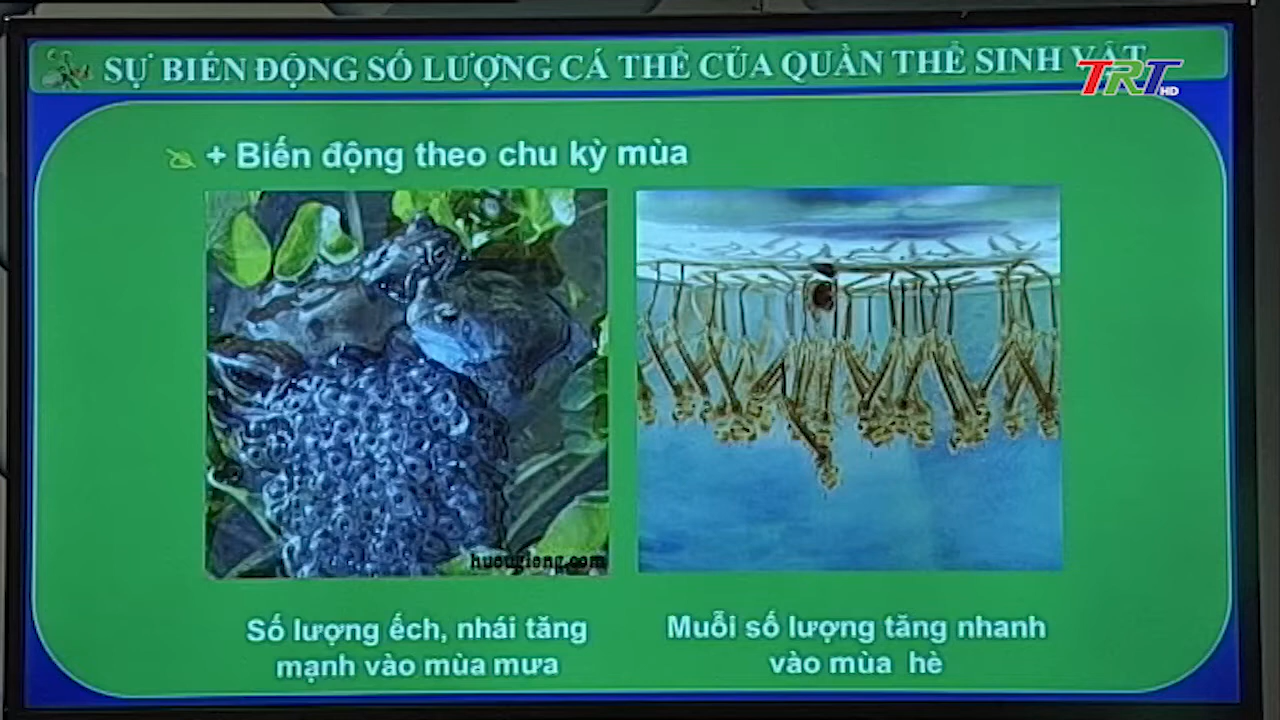 SỰ BIẾN ĐỘNG SỐ LƯỢNG CÁ THỂ CỦA QUẦN THỂ SINH VẬT
TRT HD
+ Biến động theo chu kỳ mùa
huougieng.com
Số lượng ếch, nhái tăng
mạnh vào mùa mưa
Muỗi số lượng tăng nhanh
vào mùa hè